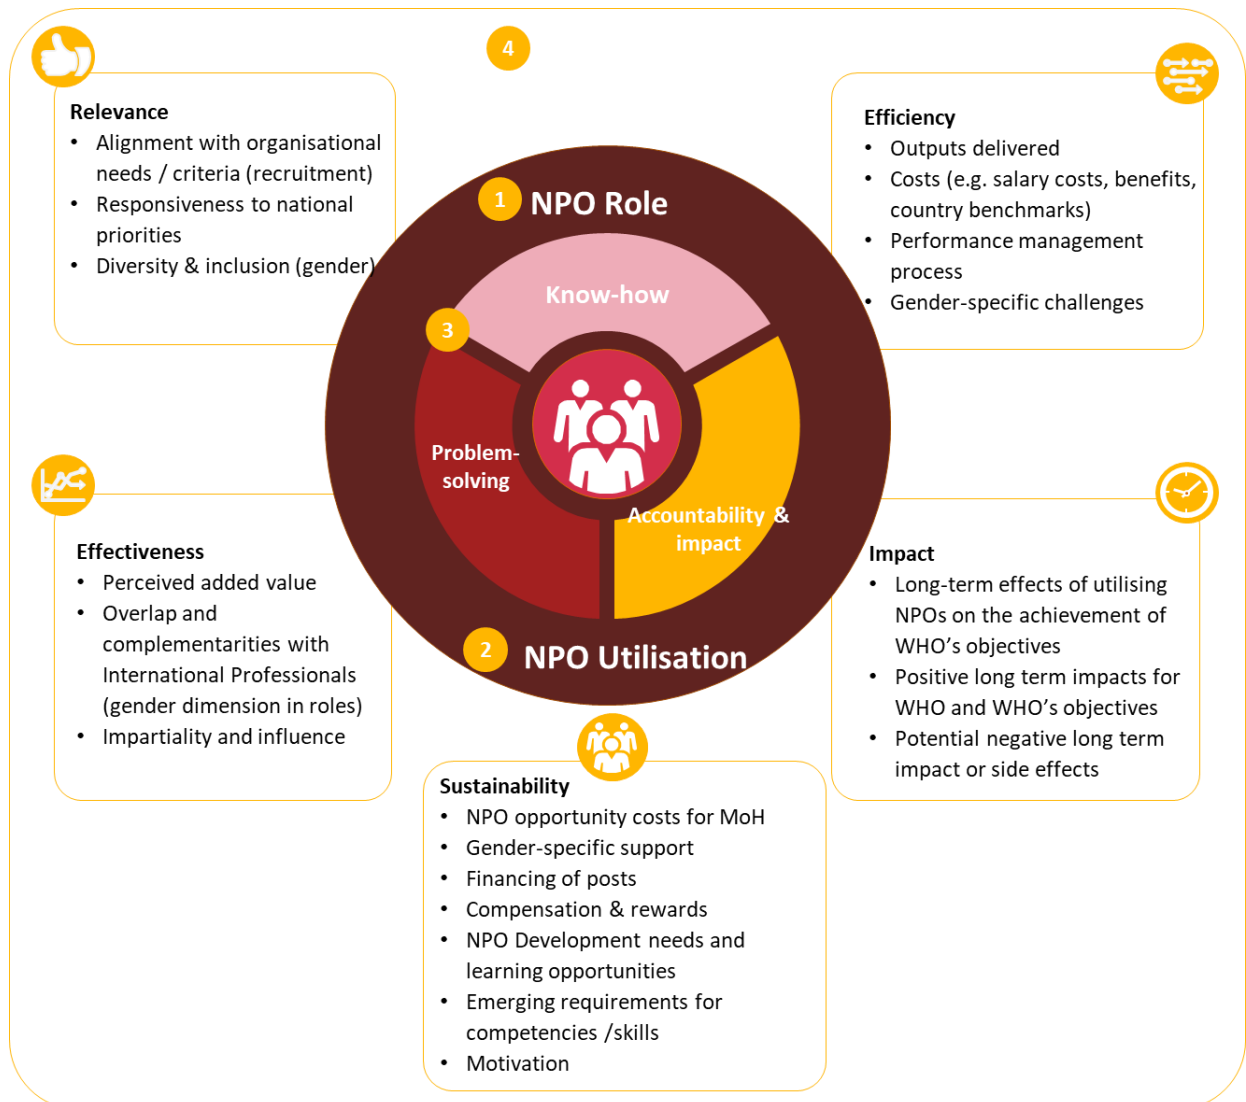 4
Relevance
• Alignment with organisational
needs / criteria (recruitment)
• Responsiveness to national
priorities
• Diversity & inclusion (gender)
Efficiency
• Outputs delivered
• Costs (e.g. salary costs, benefits,
country benchmarks)
• Performance management
process
• Gender-specific challenges
1
NPO Role
Know-how
3
Problem-
solving
Accountability &
impact
2
NPO Utilisation
Effectiveness
• Perceived added value
• Overlap and
complementarities with
International Professionals
(gender dimension in roles)
• Impartiality and influence
Impact
• Long-term effects of utilising
NPOs on the achievement of
WHO’s objectives
• Positive long term impacts for
WHO and WHO’s objectives
• Potential negative long term
impact or side effects
Sustainability
• NPO opportunity costs for MoH
• Gender-specific support
• Financing of posts
• Compensation & rewards
• NPO Development needs and
learning opportunities
• Emerging requirements for
competencies /skills
• Motivation